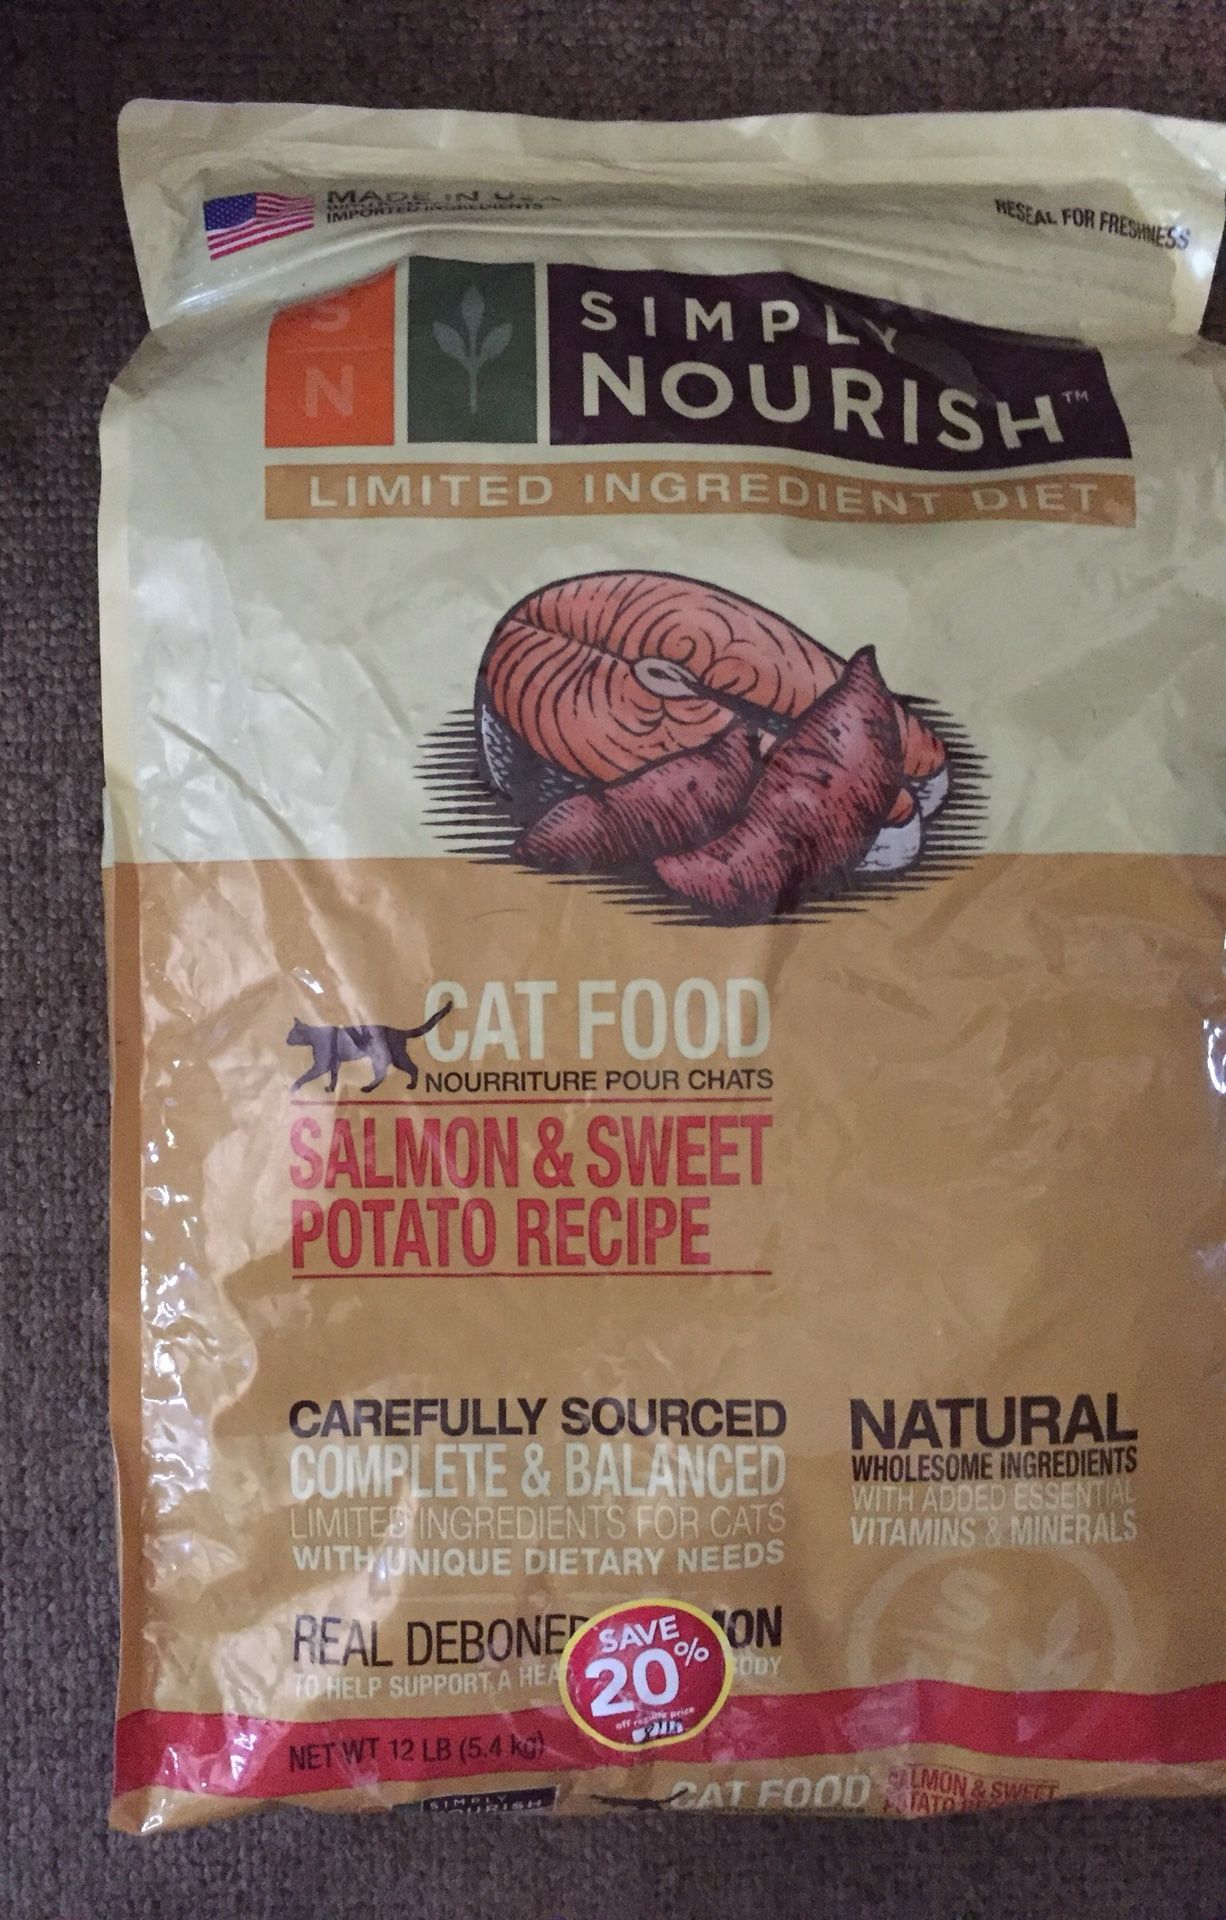 MADE IN USA
IMPORTED INGREDIENTS
RESEAL FOR FRESHNESS
S
N
SIMPLY
NOURISH™
LIMITED INGREDIENT DIET
CAT FOOD
NOURRITURE POUR CHATS
SALMON & SWEET
POTATO RECIPE
CAREFULLY SOURCED
COMPLETE & BALANCED
LIMITED INGREDIENTS FOR CATS
WITH UNIQUE DIETARY NEEDS
NATURAL
WHOLESOME INGREDIENTS
WITH ADDED ESSENTIAL
VITAMINS & MINERALS
REAL DEBONED
TO HELP SUPPORT A
SAVE
20%
off regular price
NET WT 12 LB (5.4 kg)
SIMPLY
NOURISH
CAT FOOD
SALMON & SWEET